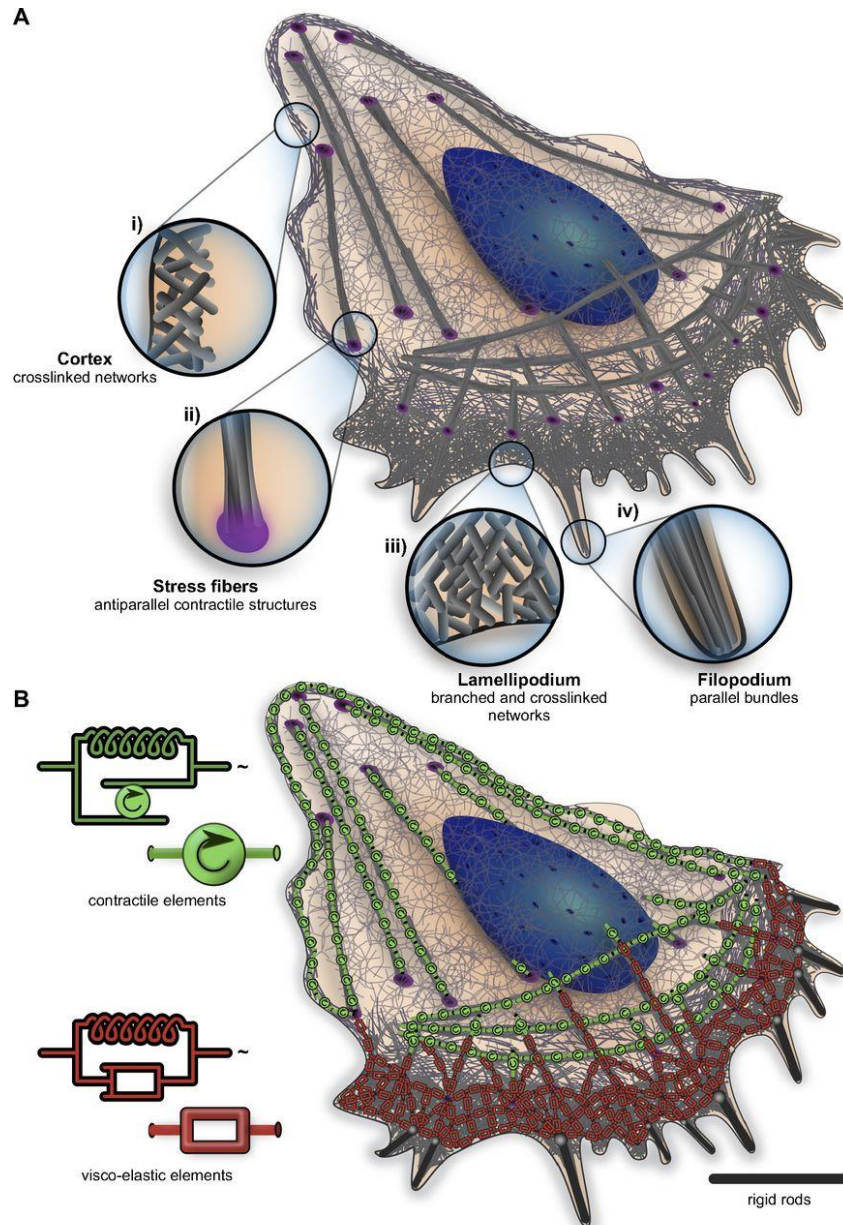 A
i)
Cortex
crosslinked networks
ii)
Stress fibers
antiparallel contractile structures
iii)
Lamellipodium
branched and crosslinked
networks
iv)
Filopodium
parallel bundles
B
~
contractile elements
~
visco-elastic elements
rigid rods